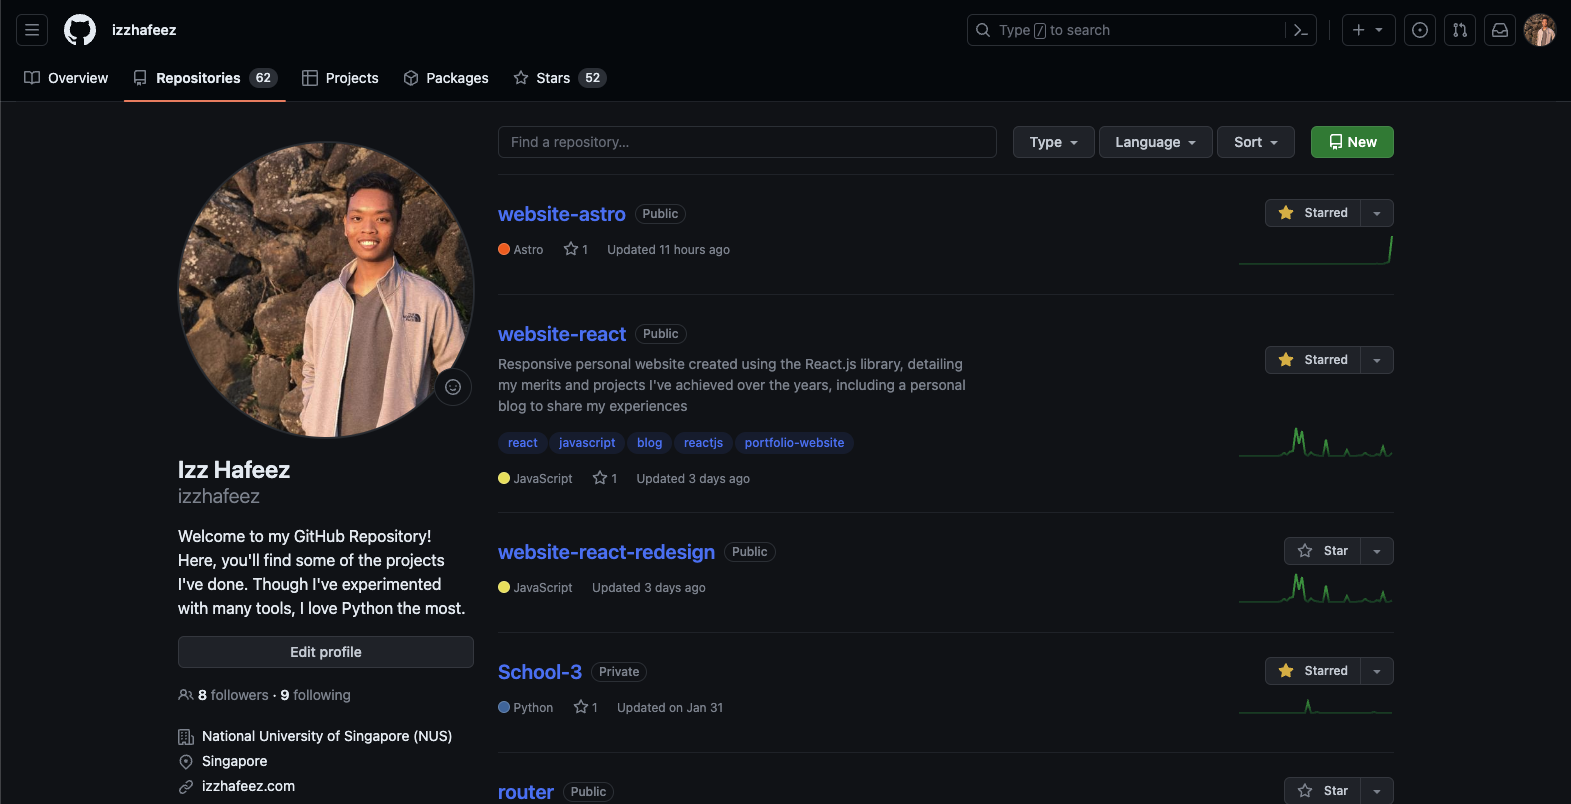 izzhafeez
Type / to search
Overview
Repositories 62
Projects
Packages
Stars 52
Find a repository...
Type
Language
Sort
New
Izz Hafeez
izzhafeez
Welcome to my GitHub Repository!
Here, you'll find some of the projects
I've done. Though I've experimented
with many tools, I love Python the most.
Edit profile
8 followers · 9 following
National University of Singapore (NUS)
Singapore
izzhafeez.com
website-astro Public
Starred
Astro 1 Updated 11 hours ago
website-react Public
Starred
Responsive personal website created using the React.js library, detailing
my merits and projects I've achieved over the years, including a personal
blog to share my experiences
react javascript blog reactjs portfolio-website
JavaScript 1 Updated 3 days ago
website-react-redesign Public
Star
JavaScript Updated 3 days ago
School-3 Private
Starred
Python 1 Updated on Jan 31
router Public
Star